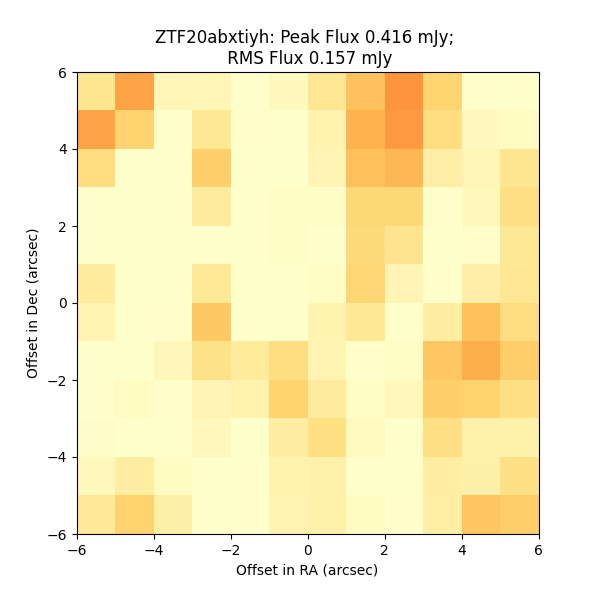 ZTF20abxtiyh: Peak Flux 0.416 mJy;
RMS Flux 0.157 mJy
6
4
2
0
−2
−4
−6
Offset in Dec (arcsec)
−6 −4 −2 0 2 4 6
Offset in RA (arcsec)